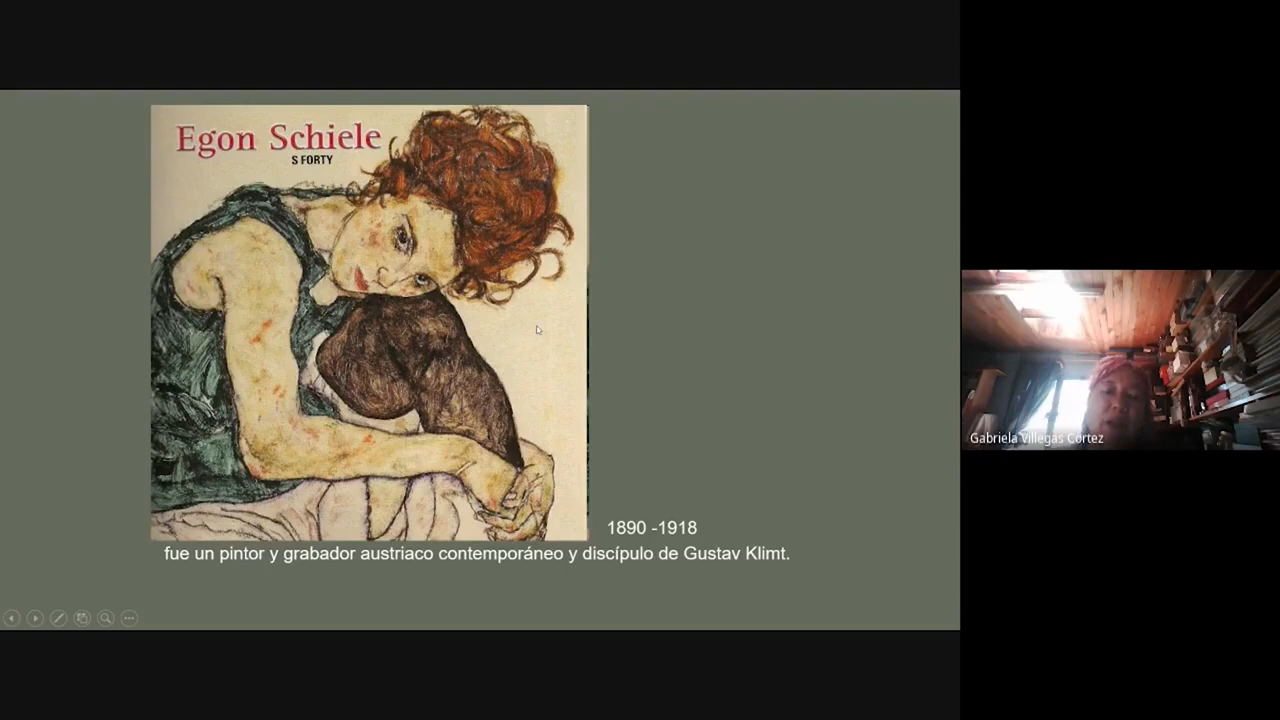 Egon Schiele
S FORTY
1890 -1918
fue un pintor y grabador austriaco contemporáneo y discípulo de Gustav Klimt.
Gabriela Villegas Cortez